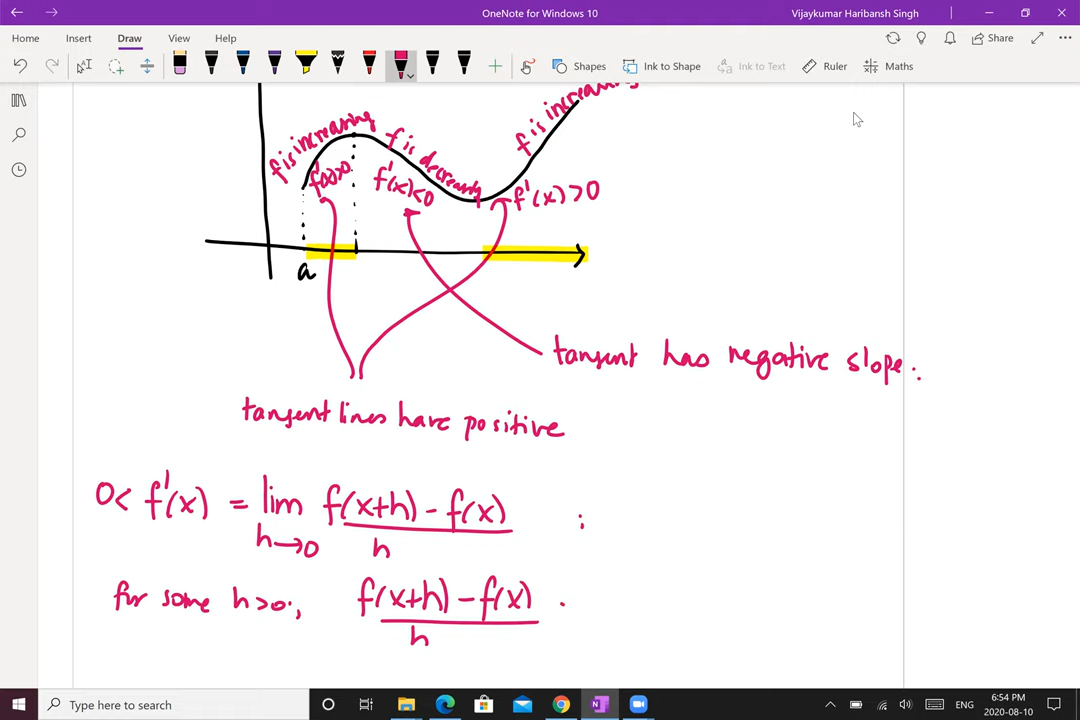 OneNote for Windows 10
Vijaykumar Haribansh Singh
Home Insert Draw View Help
Share
Shapes Ink to Shape Ink to Text Ruler Maths
f is increasing
f is decreasing
f is increasing
f'(x)>0
f'(x)<0
f'(x)>0
a
tangent has negative slope.
tangent lines have positive
0< f'(x) = lim f(x+h) - f(x)
h→0 h
for some h>0, f(x+h) - f(x) .
h
Type here to search
ENG
6:54 PM
2020-08-10